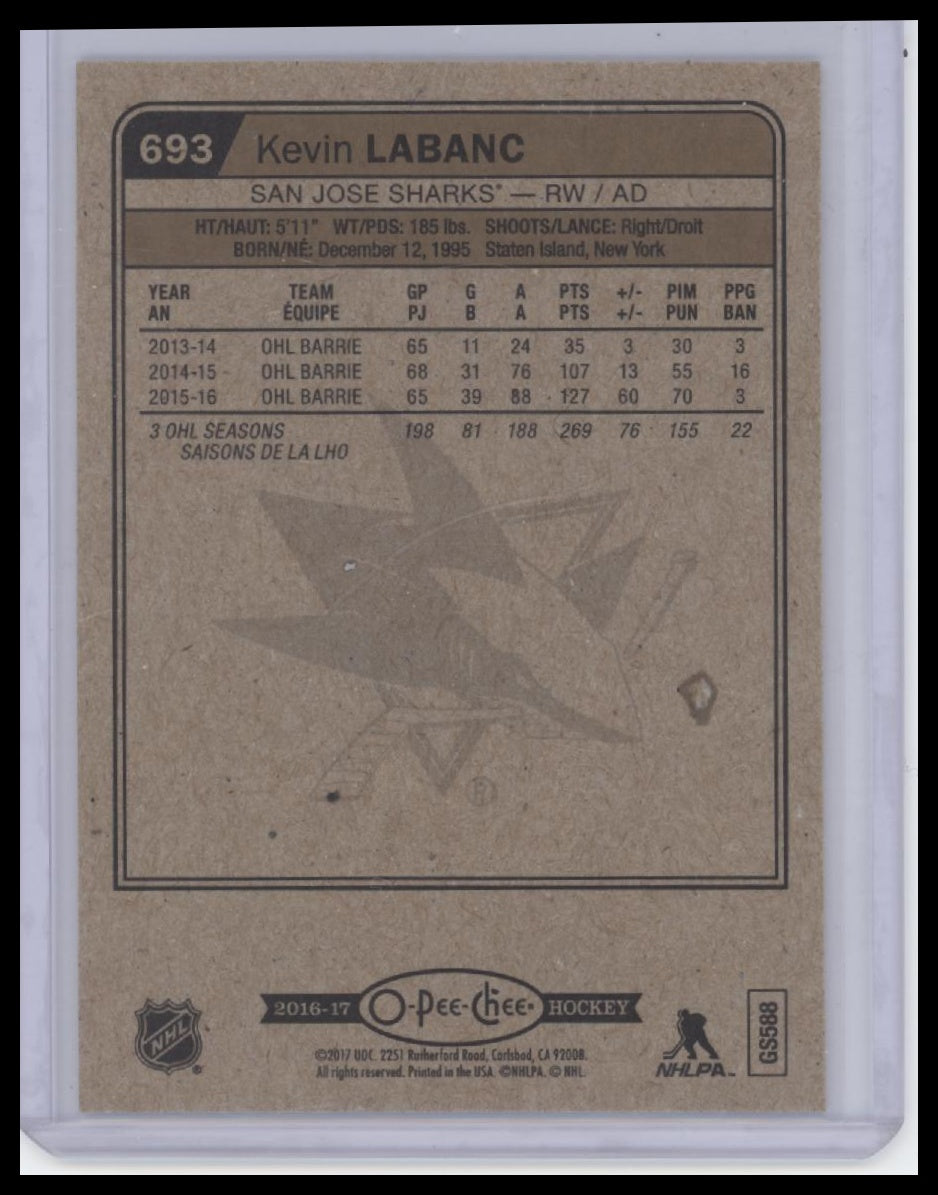 693 Kevin LABANC
SAN JOSE SHARKS® — RW / AD
HT/HAUT: 5'11" WT/PDS: 185 lbs. SHOOTS/LANCE: Right/Droit
BORN/NÉ: December 12, 1995 Staten Island, New York
YEAR TEAM GP G A PTS +/- PIM PPG
AN ÉQUIPE PJ B A PTS +/- PUN BAN
2013-14 OHL BARRIE 65 11 24 35 3 30 3
2014-15 OHL BARRIE 68 31 76 107 13 55 16
2015-16 OHL BARRIE 65 39 88 127 60 70 3
3 OHL SEASONS 198 81 188 269 76 155 22
SAISONS DE LA LHO
®
2016-17 O-Pee-Chee® HOCKEY
NHL®
©2017 UDC. 2251 Rutherford Road, Carlsbad, CA 92008.
All rights reserved. Printed in the USA. ©NHLPA. © NHL.
NHLPA™
GS588